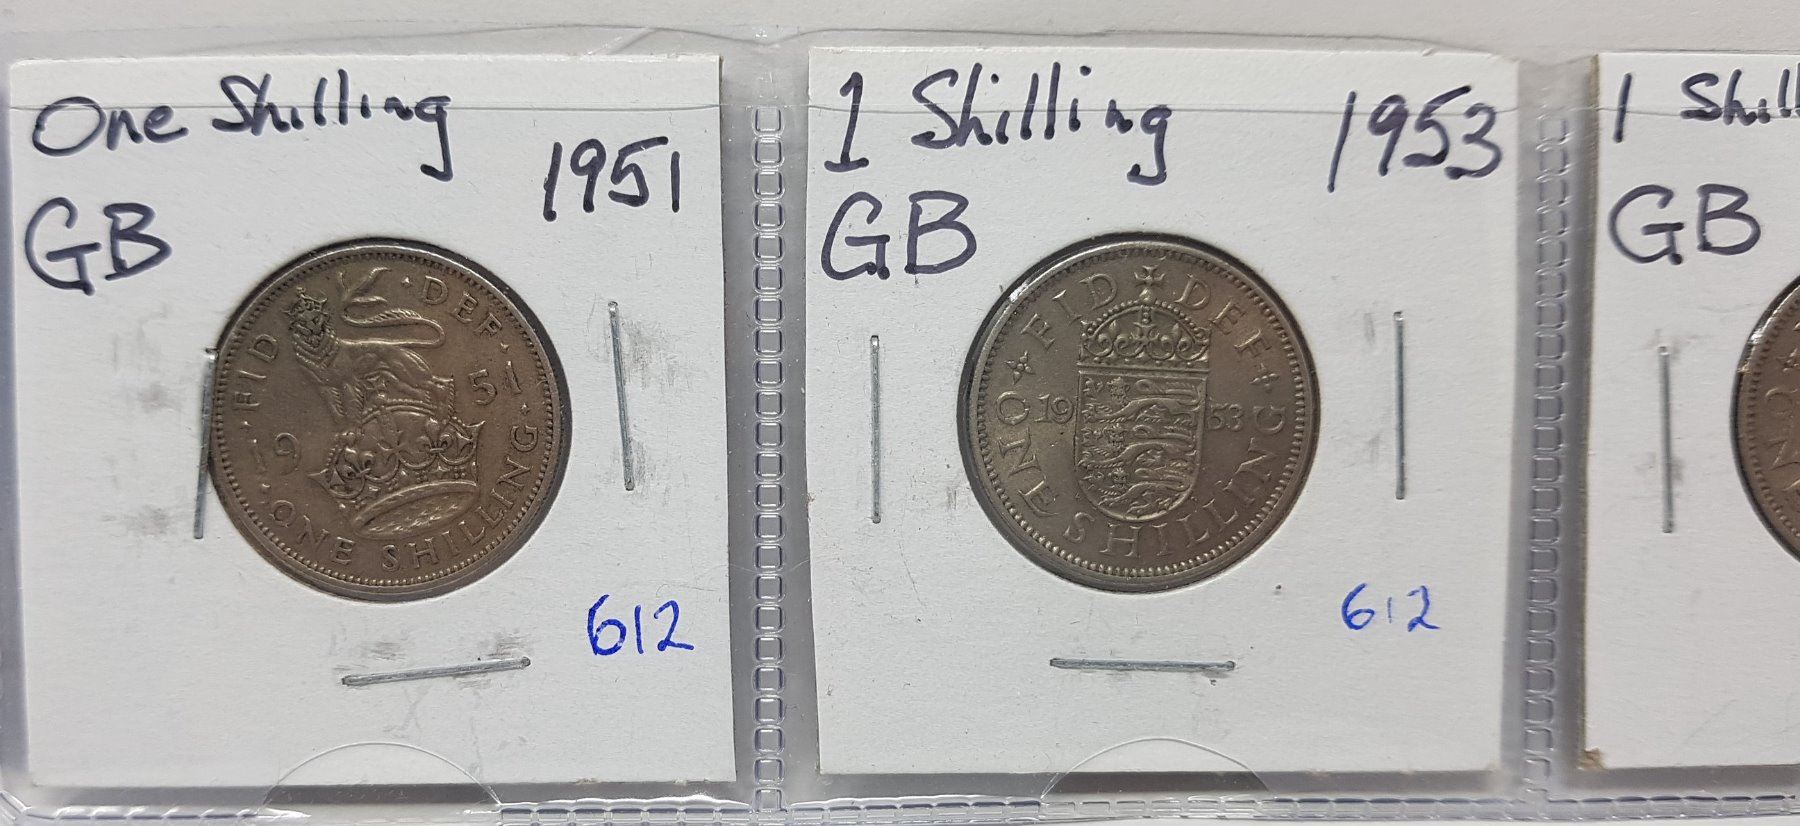 One Shilling
1951
GB
FID DEF
19 51
ONE SHILLING
612
1 Shilling 1953
GB
FID DEF
19 53
ONE SHILLING
612
1
GB